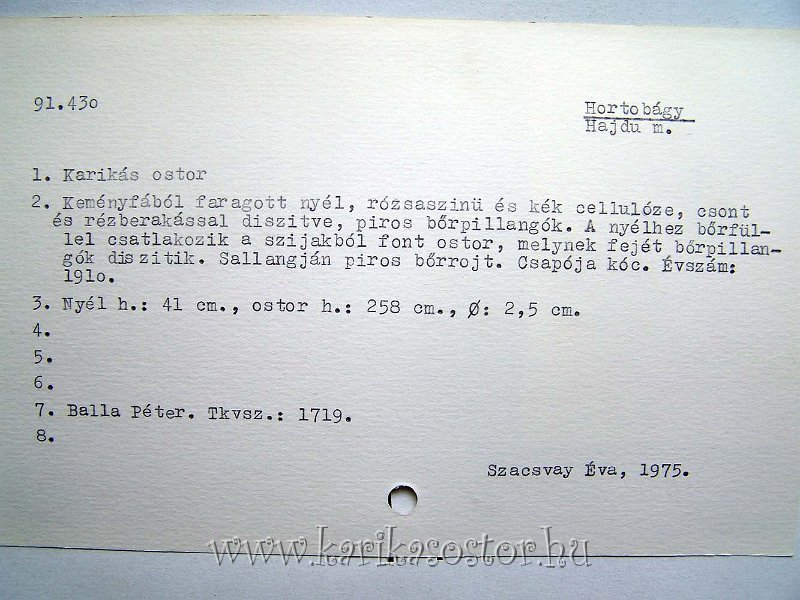 91.43o
Hortobágy
Hajdu m.
1. Karikás ostor
2. Keményfából faragott nyél, rózsaszinü és kék cellulóze, csont
és rézberakással diszitve, piros bőrpillangók. A nyélhez bőrfül-
lel csatlakozik a szijakból font ostor, melynek fejét bőrpillan-
gók diszitik. Sallangján piros bőrrojt. Csapója kóc. Évszám:
191o.
3. Nyél h.: 41 cm., ostor h.: 258 cm., Ø: 2,5 cm.
4.
5.
6.
7. Balla Péter. Tkvsz.: 1719.
8.
Szacsvay Éva, 1975.
www.karikasostor.hu